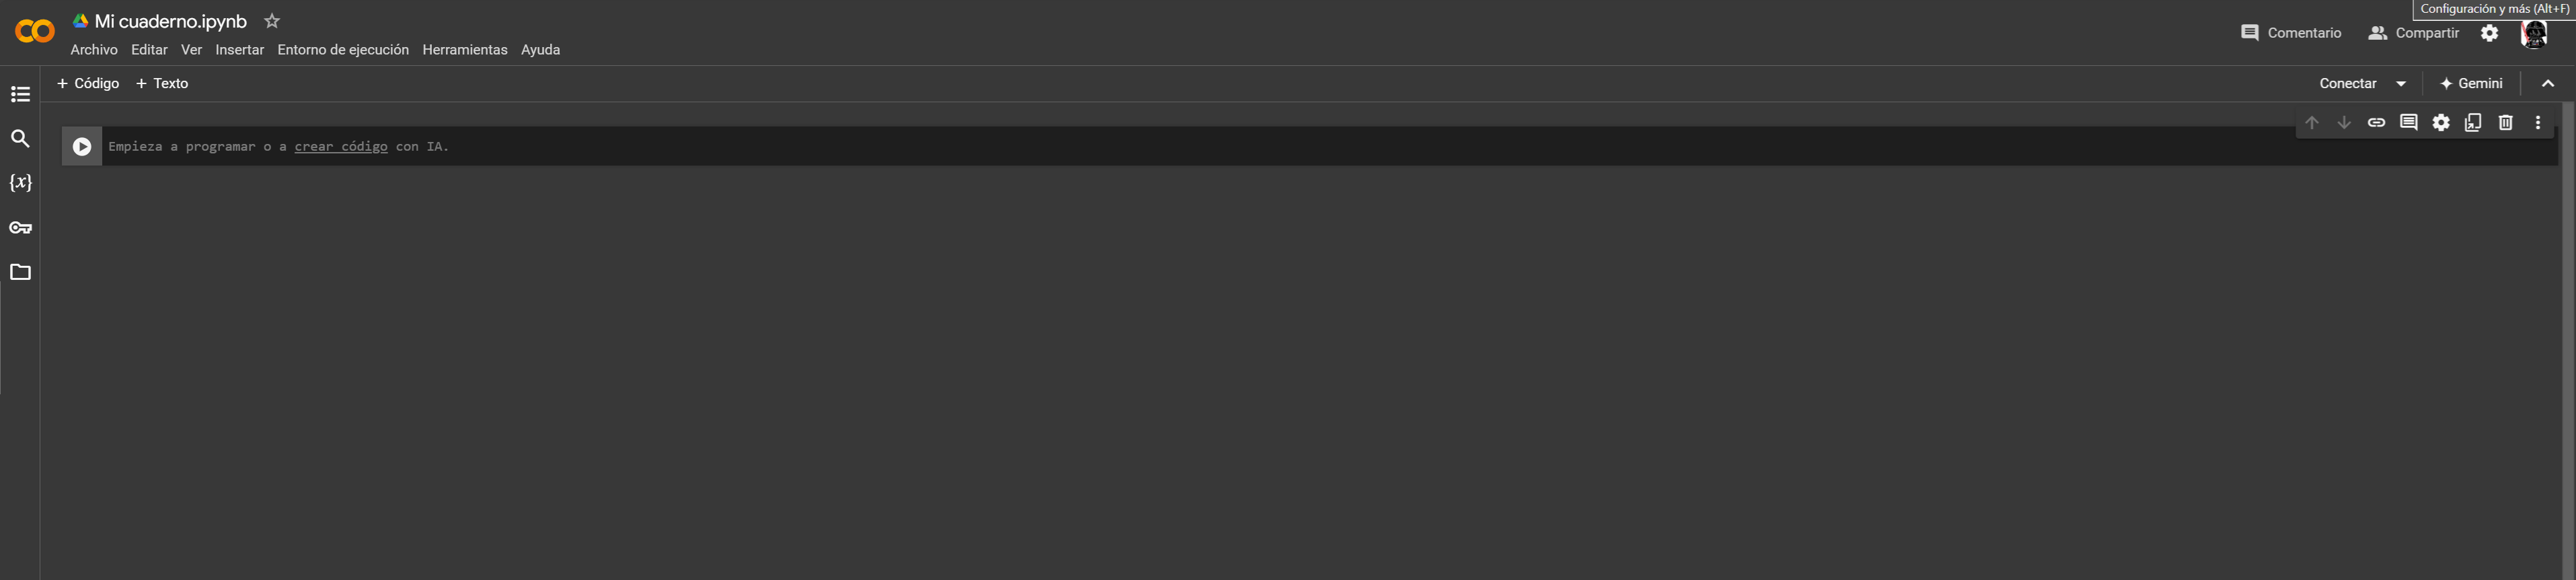 Configuración y más (Alt+F)
Mi cuaderno.ipynb
Comentario Compartir
Archivo Editar Ver Insertar Entorno de ejecución Herramientas Ayuda
+ Código + Texto Conectar Gemini
{x}
Empieza a programar o a crear código con IA.